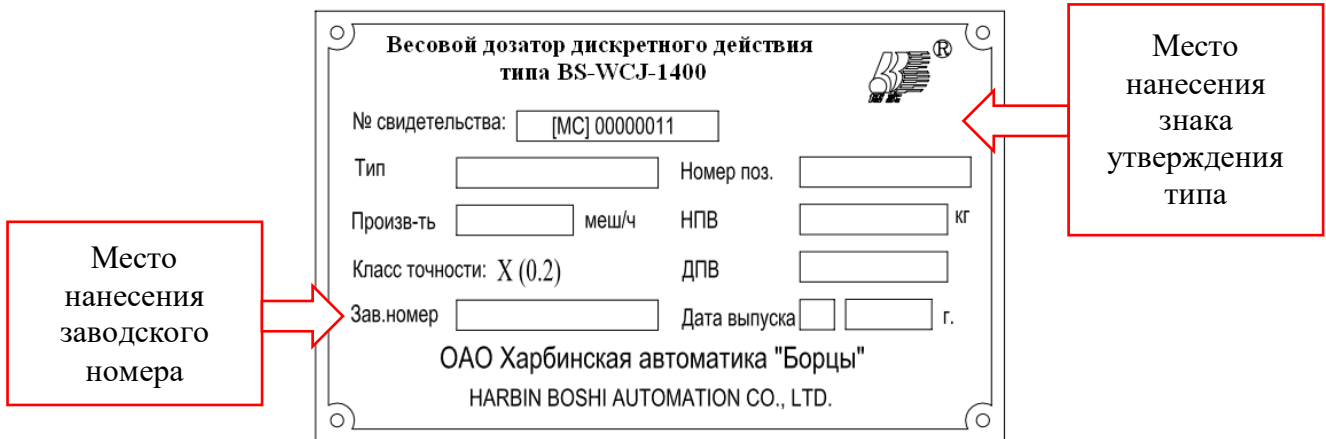 Весовой дозатор дискретного действия
типа BS-WCJ-1400
®
№ свидетельства: [МС] 00000011
Тип Номер поз.
Произв-ть меш/ч НПВ кг
Класс точности: X (0.2) ДПВ
Зав.номер Дата выпуска г.
ОАО Харбинская автоматика "Борцы"
HARBIN BOSHI AUTOMATION CO., LTD.
Место
нанесения
знака
утверждения
типа
Место
нанесения
заводского
номера